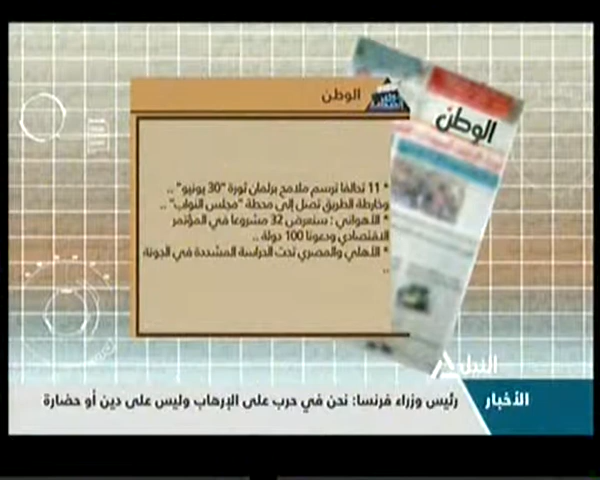 الوطن
الوطن
* 11 تحالفا ترسم ملامح برلمان ثورة "30 يونيو" ..
وخارطة الطريق تصل إلى محطة "مجلس النواب" ..
* الأهواني : سنعرض 32 مشروعا في المؤتمر
الاقتصادي ودعونا 100 دولة ..
* الأهلي والمصري تحت الحراسة المشددة في الجونة
..
النيل
الأخبار
رئيس وزراء فرنسا: نحن في حرب على الإرهاب وليس على دين أو حضارة